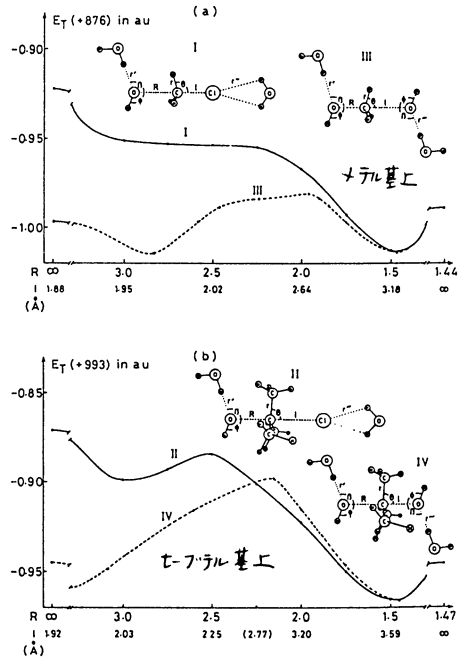 E_T (+876) in au
(a)
I
III
-0.90
-0.95
-1.00
I
III
メチル基上
R ∞ 3.0 2.5 2.0 1.5 1.44
l 1.88 1.95 2.02 2.64 3.18 ∞
(Å)
E_T (+993) in au
(b)
II
IV
-0.85
-0.90
-0.95
II
IV
t-ブチル基上
R ∞ 3.0 2.5 2.0 1.5 1.47
l 1.92 2.03 2.25 (2.77) 3.20 3.59 ∞
(Å)